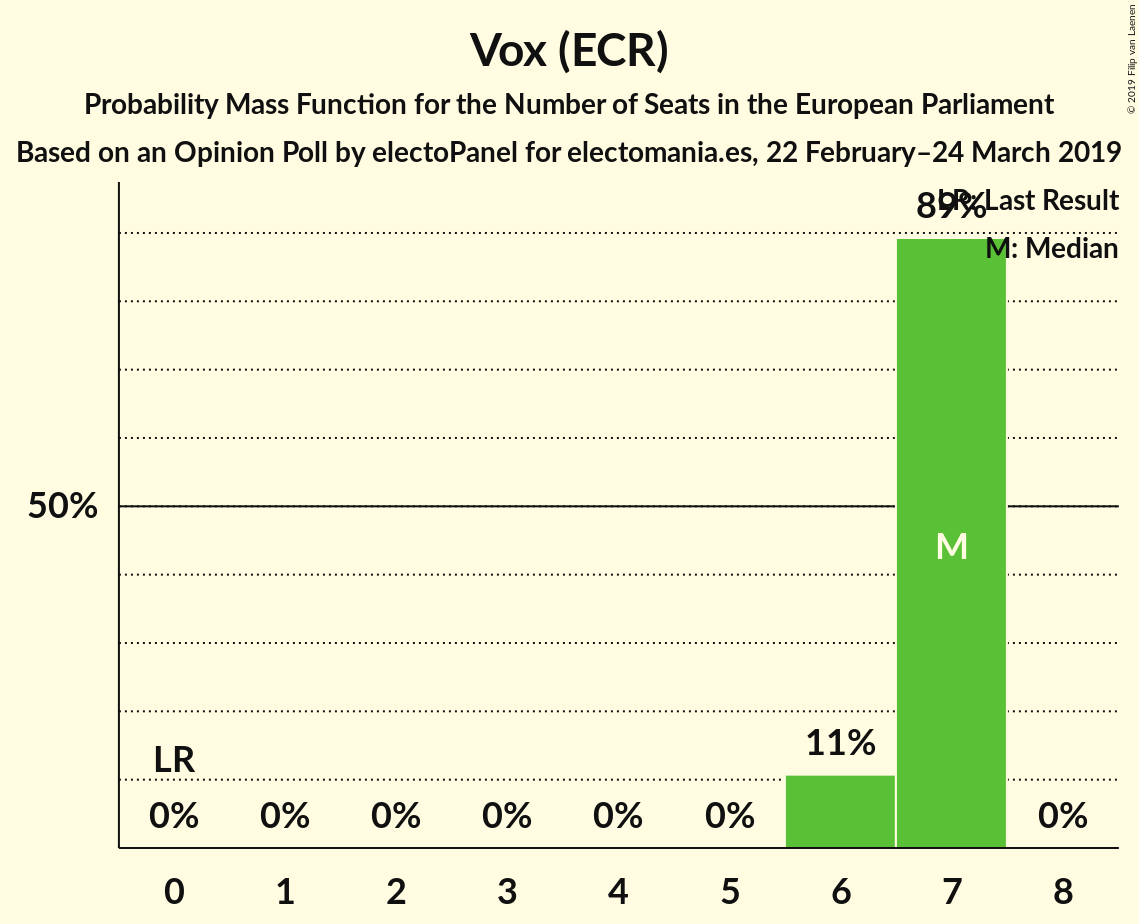 Vox (ECR)
Probability Mass Function for the Number of Seats in the European Parliament
Based on an Opinion Poll by electoPanel for electomania.es, 22 February–24 March 2019
© 2019 Filip van Laenen
LR: Last Result
M: Median
89%
50%
M
11%
LR
0% 0% 0% 0% 0% 0% 0%
0 1 2 3 4 5 6 7 8